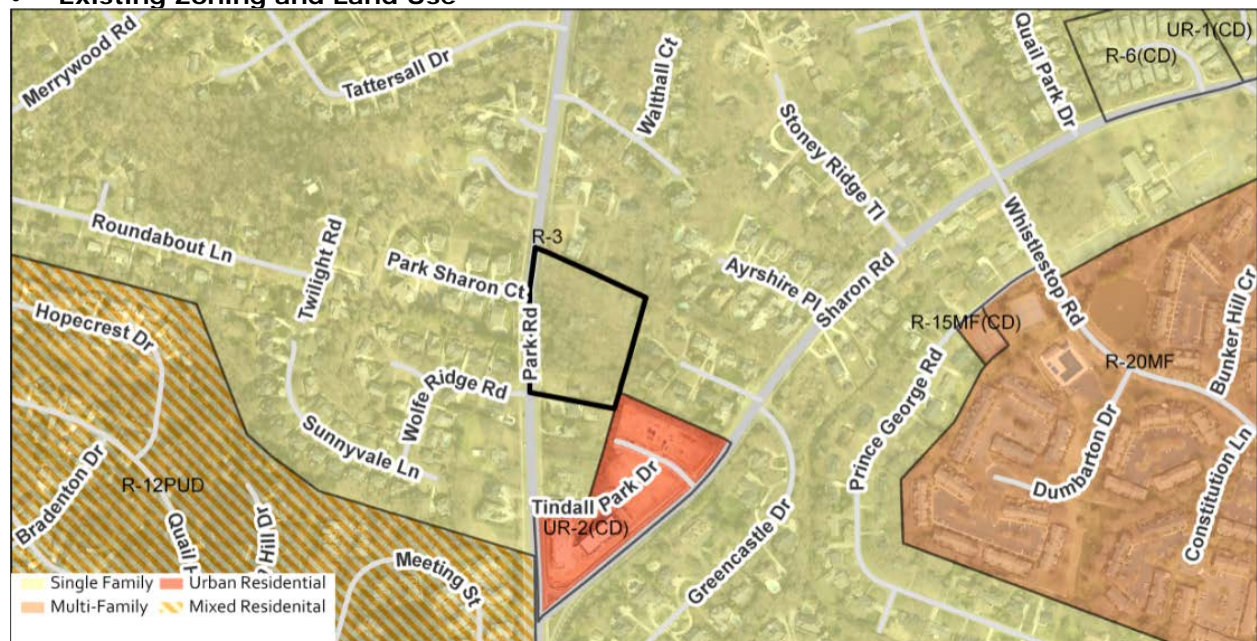 • Existing Zoning and Land Use
Merrywood Rd
Tattersall Dr
Walthall Ct
Quail Park Dr
UR-1(CD)
R-6(CD)
Stoney Ridge Tl
Roundabout Ln
Twilight Rd
Park Sharon Ct
R-3
Park Rd
Ayrshire Pl
Sharon Rd
Whistlestop Rd
Hopecrest Dr
Wolfe Ridge Rd
Sunnyvale Ln
R-15MF(CD)
R-20MF
Bunker Hill Cr
Prince George Rd
Dumbarton Dr
Constitution Ln
Bradenton Dr
R-12PUD
Quail
Hill Dr
Tindall Park Dr
UR-2(CD)
Greencastle Dr
Meeting St
Single Family
Urban Residential
Multi-Family
Mixed Residenital